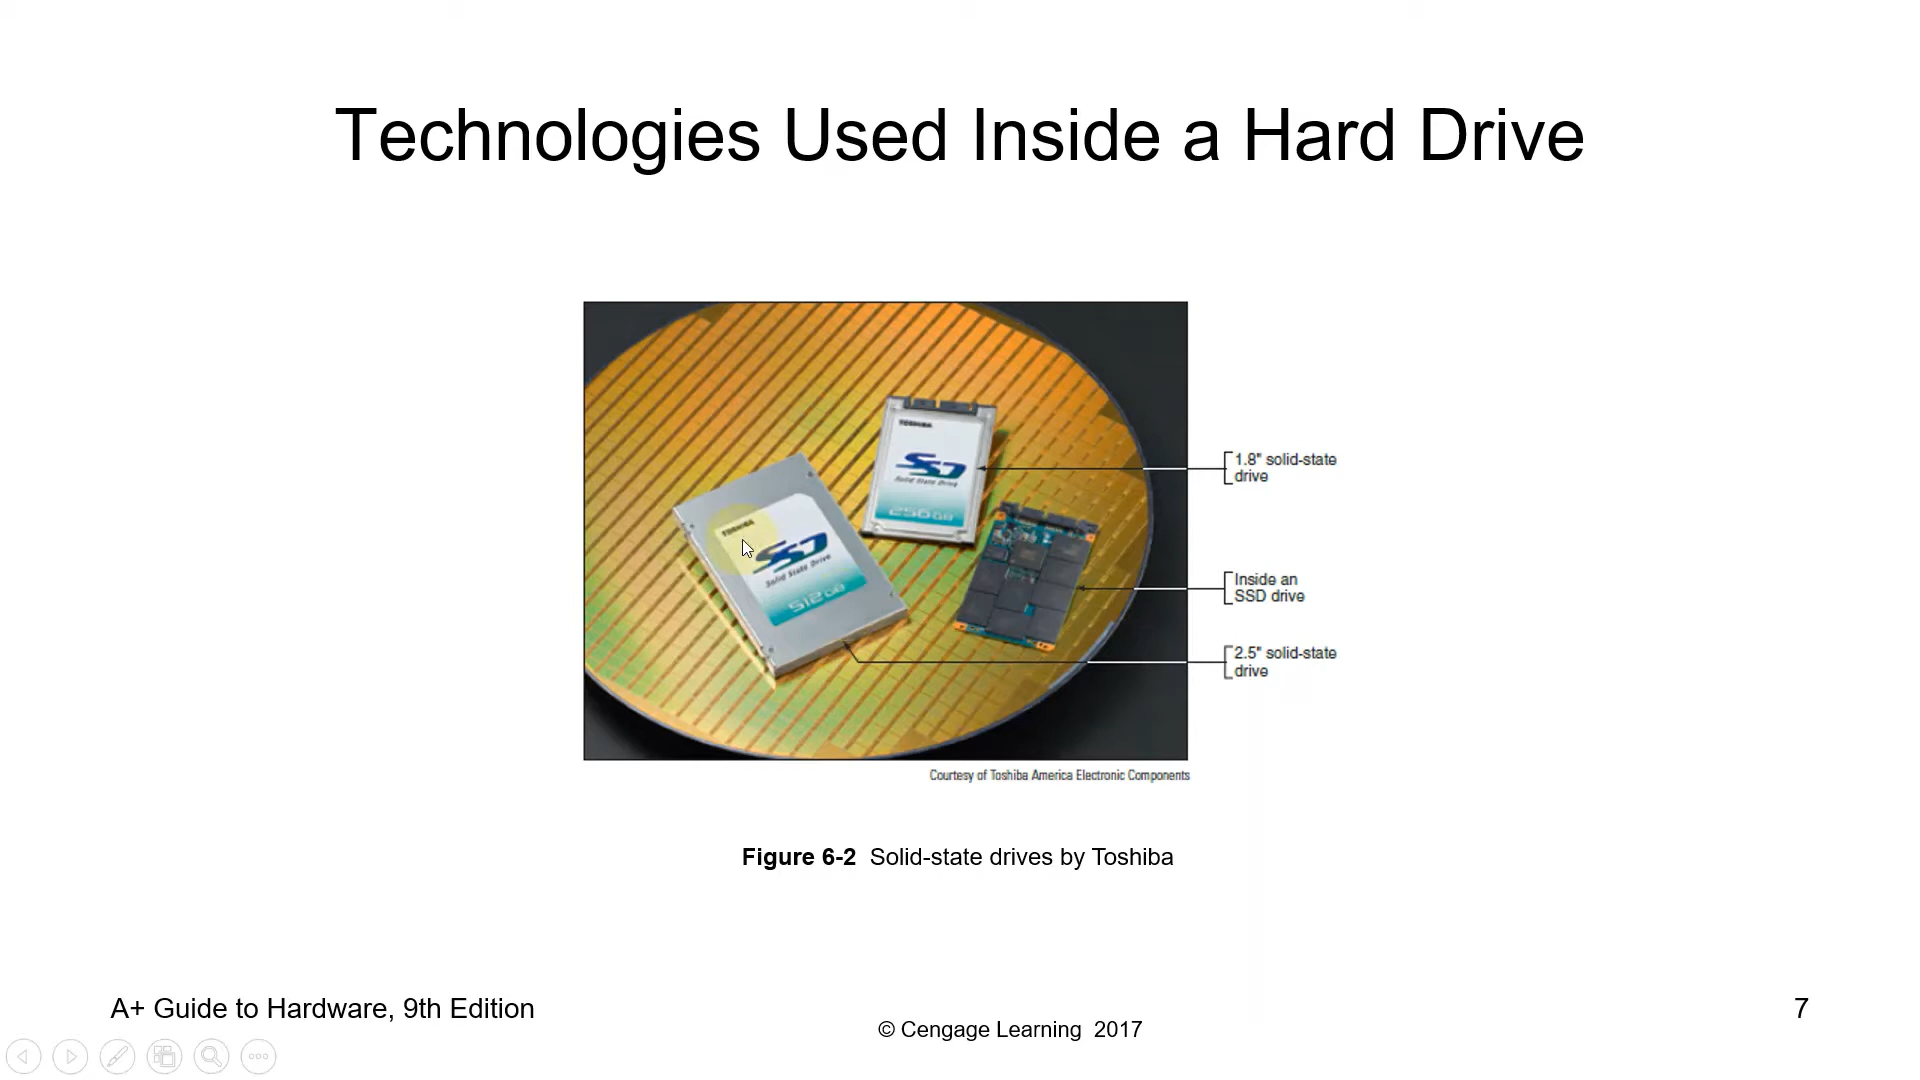 Technologies Used Inside a Hard Drive
TOSHIBA
SSD
Solid State Drive
256GB
1.8" solid-state
drive
TOSHIBA
SSD
Solid State Drive
512GB
Inside an
SSD drive
2.5" solid-state
drive
Courtesy of Toshiba America Electronic Components
Figure 6-2 Solid-state drives by Toshiba
A+ Guide to Hardware, 9th Edition
© Cengage Learning 2017
7